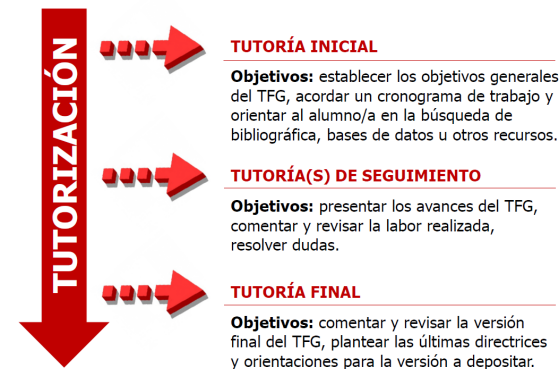 TUTORIZACIÓN
TUTORÍA INICIAL
Objetivos: establecer los objetivos generales
del TFG, acordar un cronograma de trabajo y
orientar al alumno/a en la búsqueda de
bibliográfica, bases de datos u otros recursos.
TUTORÍA(S) DE SEGUIMIENTO
Objetivos: presentar los avances del TFG,
comentar y revisar la labor realizada,
resolver dudas.
TUTORÍA FINAL
Objetivos: comentar y revisar la versión
final del TFG, plantear las últimas directrices
y orientaciones para la versión a depositar.